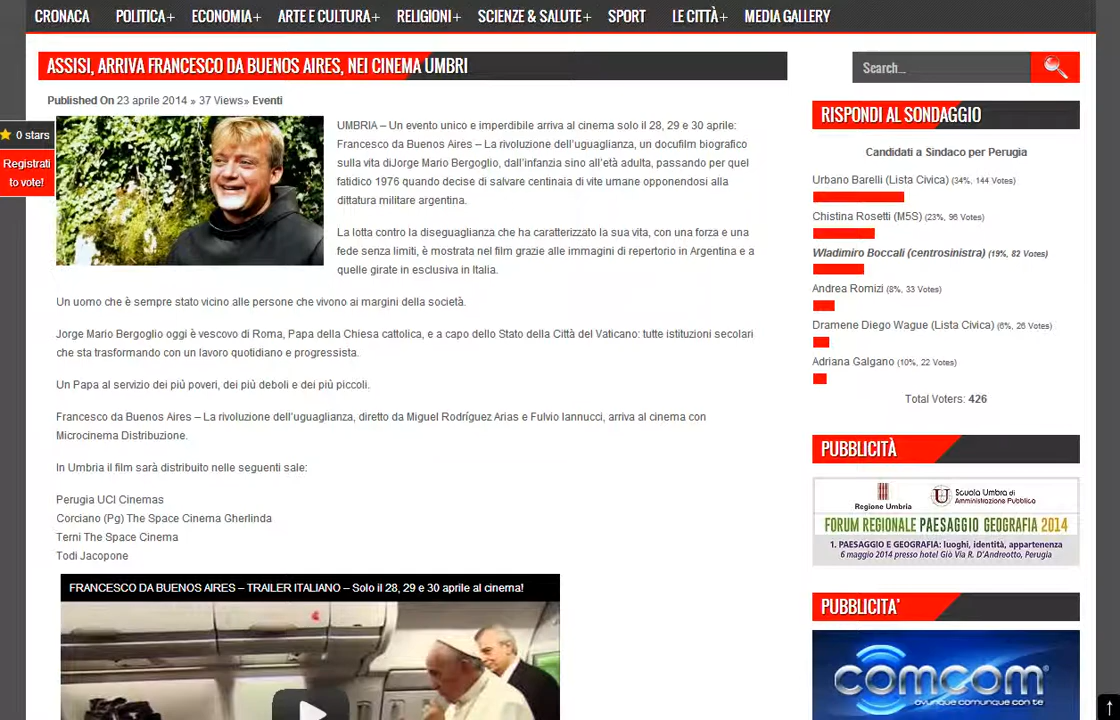 CRONACA POLITICA+ ECONOMIA+ ARTE E CULTURA+ RELIGIONI+ SCIENZE & SALUTE+ SPORT LE CITTÀ+ MEDIA GALLERY
ASSISI, ARRIVA FRANCESCO DA BUENOS AIRES, NEI CINEMA UMBRI
Published On 23 aprile 2014 » 37 Views» Eventi
0 stars
Registrati
to vote!
UMBRIA – Un evento unico e imperdibile arriva al cinema solo il 28, 29 e 30 aprile:
Francesco da Buenos Aires – La rivoluzione dell'uguaglianza, un docufilm biografico
sulla vita diJorge Mario Bergoglio, dall'infanzia sino all'età adulta, passando per quel
fatidico 1976 quando decise di salvare centinaia di vite umane opponendosi alla
dittatura militare argentina.
La lotta contro la diseguaglianza che ha caratterizzato la sua vita, con una forza e una
fede senza limiti, è mostrata nel film grazie alle immagini di repertorio in Argentina e a
quelle girate in esclusiva in Italia.
Un uomo che è sempre stato vicino alle persone che vivono ai margini della società.
Jorge Mario Bergoglio oggi è vescovo di Roma, Papa della Chiesa cattolica, e a capo dello Stato della Città del Vaticano: tutte istituzioni secolari
che sta trasformando con un lavoro quotidiano e progressista.
Un Papa al servizio dei più poveri, dei più deboli e dei più piccoli.
Francesco da Buenos Aires – La rivoluzione dell'uguaglianza, diretto da Miguel Rodríguez Arias e Fulvio Iannucci, arriva al cinema con
Microcinema Distribuzione.
In Umbria il film sarà distribuito nelle seguenti sale:
Perugia UCI Cinemas
Corciano (Pg) The Space Cinema Gherlinda
Terni The Space Cinema
Todi Jacopone
FRANCESCO DA BUENOS AIRES – TRAILER ITALIANO – Solo il 28, 29 e 30 aprile al cinema!
Search...
RISPONDI AL SONDAGGIO
Candidati a Sindaco per Perugia
Urbano Barelli (Lista Civica) (34%, 144 Votes)
Chistina Rosetti (M5S) (23%, 96 Votes)
Wladimiro Boccali (centrosinistra) (19%, 82 Votes)
Andrea Romizi (8%, 33 Votes)
Dramene Diego Wague (Lista Civica) (6%, 26 Votes)
Adriana Galgano (10%, 22 Votes)
Total Voters: 426
PUBBLICITÀ
Regione Umbria
Scuola Umbra di
Amministrazione Pubblica
FORUM REGIONALE PAESAGGIO GEOGRAFIA 2014
1. PAESAGGIO E GEOGRAFIA: luoghi, identità, appartenenza
6 maggio 2014 presso hotel Giò Via R. D'Andreotto, Perugia
PUBBLICITA'
comcom
ovunque comunque con te